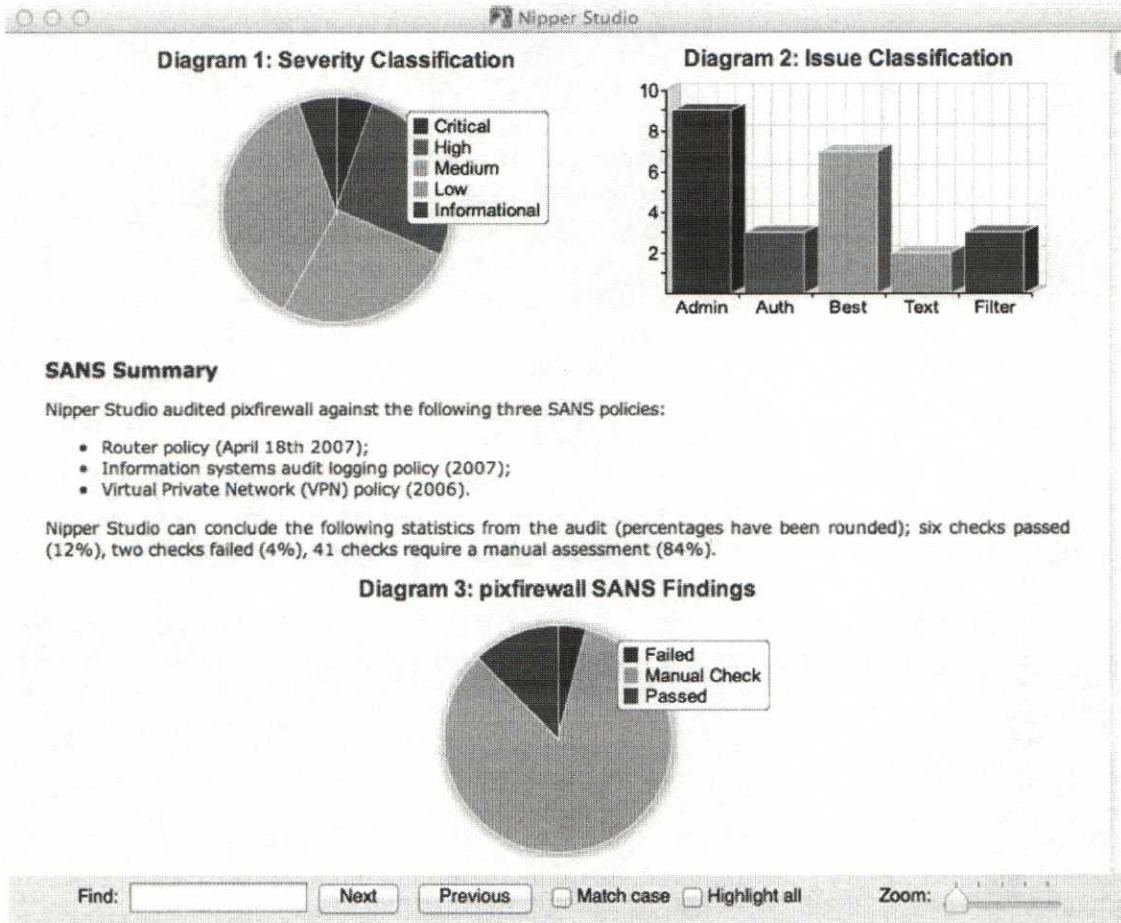 Nipper Studio
Diagram 1: Severity Classification
Critical
High
Medium
Low
Informational
Diagram 2: Issue Classification
10
8
6
4
2
Admin Auth Best Text Filter
SANS Summary
Nipper Studio audited pixfirewall against the following three SANS policies:
• Router policy (April 18th 2007);
• Information systems audit logging policy (2007);
• Virtual Private Network (VPN) policy (2006).
Nipper Studio can conclude the following statistics from the audit (percentages have been rounded); six checks passed
(12%), two checks failed (4%), 41 checks require a manual assessment (84%).
Diagram 3: pixfirewall SANS Findings
Failed
Manual Check
Passed
Find: Next Previous Match case Highlight all Zoom: